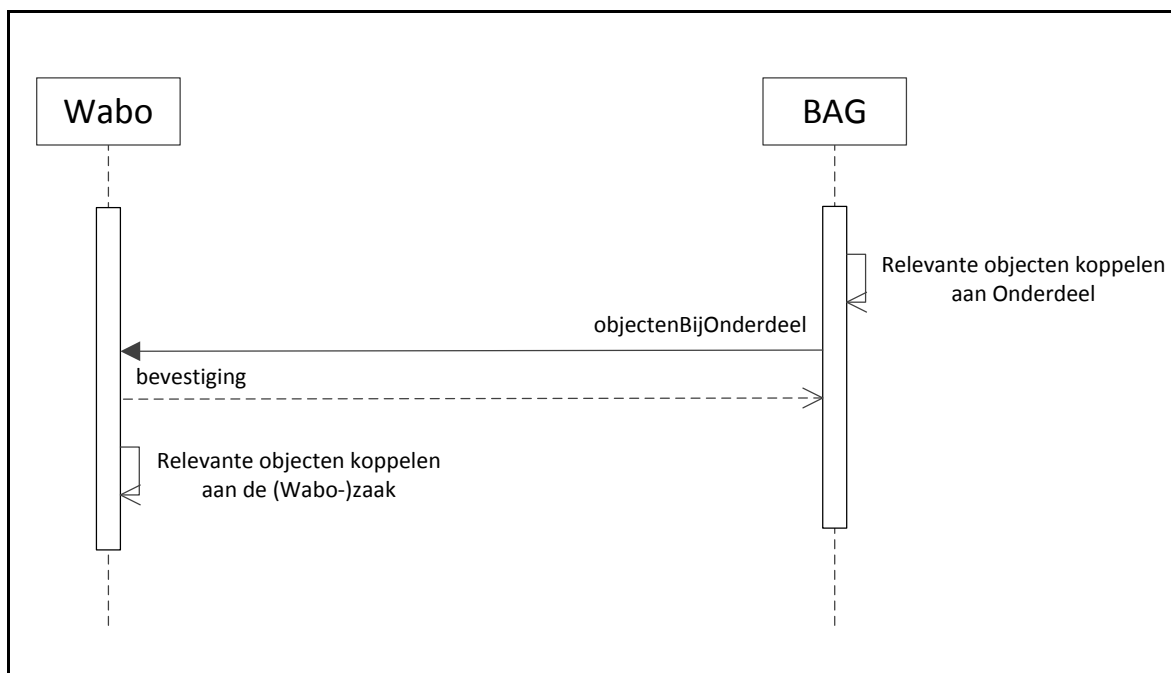 Wabo
BAG
Relevante objecten koppelen
aan Onderdeel
objectenBijOnderdeel
bevestiging
Relevante objecten koppelen
aan de (Wabo-)zaak